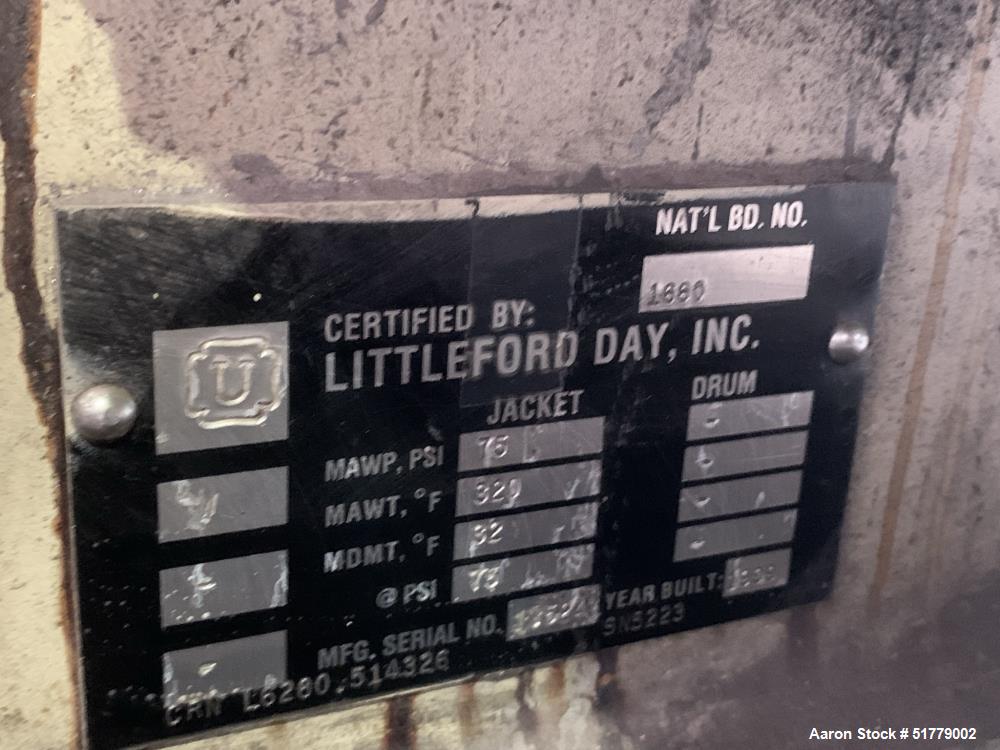 NAT'L BD. NO.
1660
CERTIFIED BY:
U
LITTLEFORD DAY, INC.
JACKET DRUM
MAWP, PSI 75
MAWT, °F 320
MDMT, °F 32
@ PSI 75
MFG. SERIAL NO. YEAR BUILT:
SN5223
CRN L6280.514326
Aaron Stock # 51779002